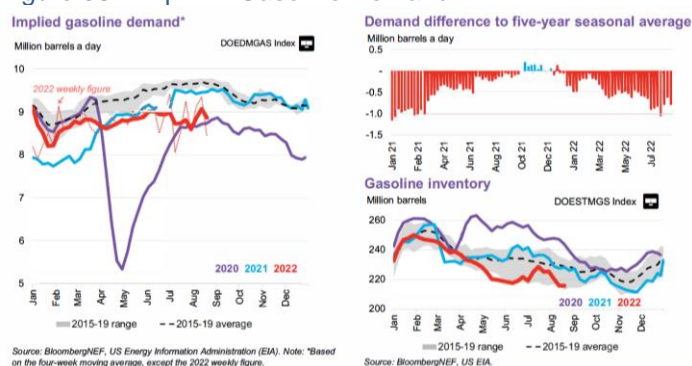 Implied gasoline demand*
Million barrels a day
DOEDMGAS Index
10
9
8
7
6
5
2022 weekly figure
2020 2021 2022
Jan
Feb
Mar
Apr
May
Jun
Jul
Aug
Sep
Oct
Nov
Dec
2015-19 range
2015-19 average
Source: BloombergNEF, US Energy Information Administration (EIA). Note: *Based
on the four-week moving average, except the 2022 weekly figure.
Demand difference to five-year seasonal average
Million barrels a day
0.5
-
-0.5
-1.0
-1.5
Jan 21
Feb 21
Apr 21
Jun 21
Aug 21
Oct 21
Dec 21
Jan 22
Mar 22
May 22
Jul 22
Gasoline inventory
Million barrels
DOESTMGS Index
260
240
220
200
2020 2021 2022
Jan
Feb
Mar
Apr
May
Jun
Jul
Aug
Sep
Oct
Nov
Dec
2015-19 range
2015-19 average
Source: BloombergNEF, US EIA.